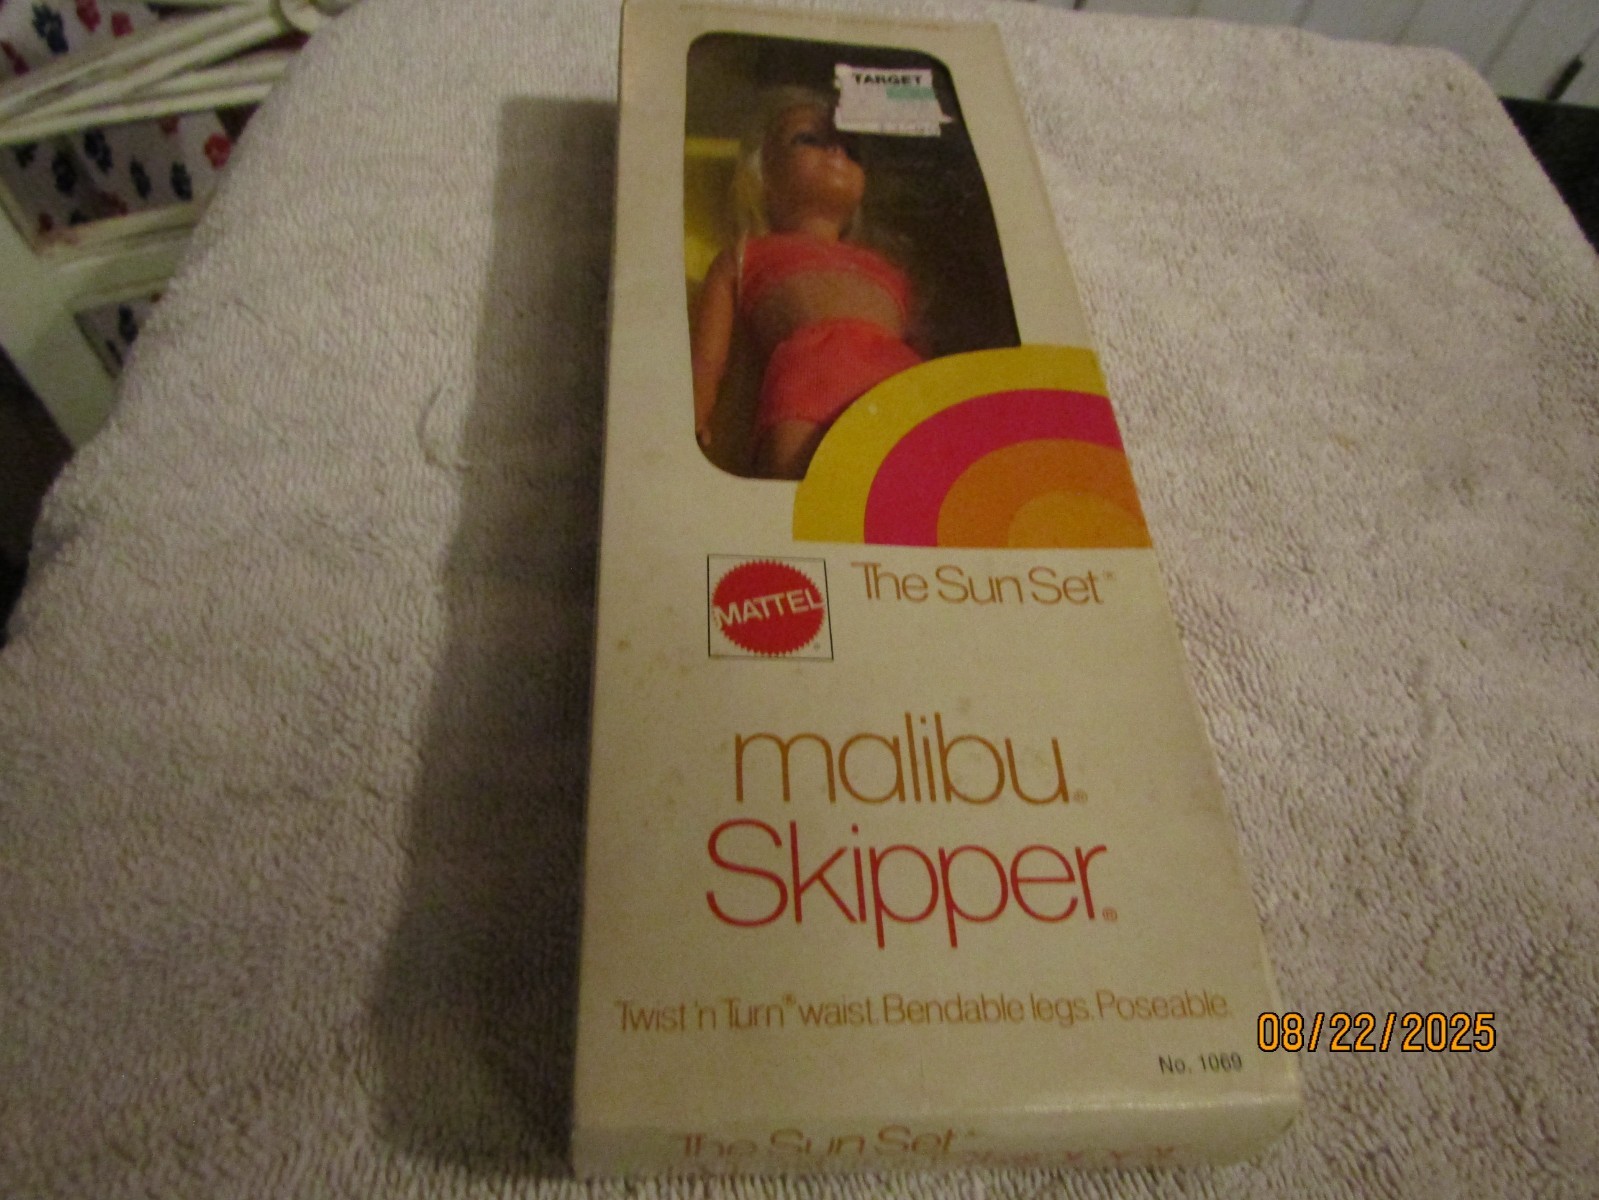 TARGET
MATTEL
The Sun Set®
malibu®
Skipper®
Twist 'n Turn® waist. Bendable legs. Poseable.
No. 1069
08/22/2025
The Sun Set